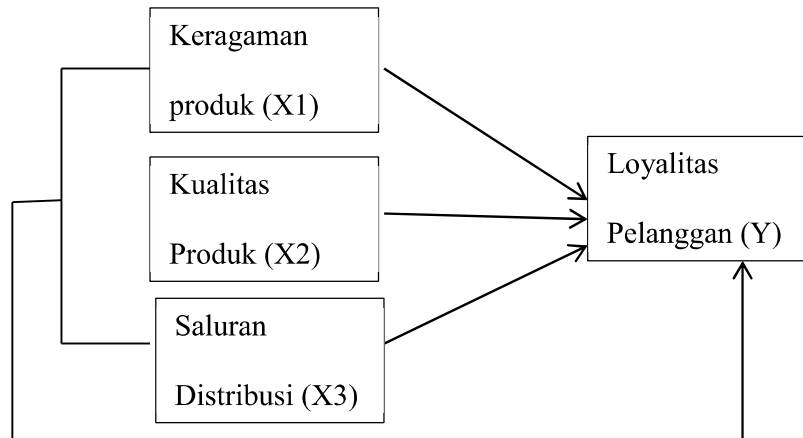 Keragaman
produk (X1)
Kualitas
Produk (X2)
Saluran
Distribusi (X3)
Loyalitas
Pelanggan (Y)